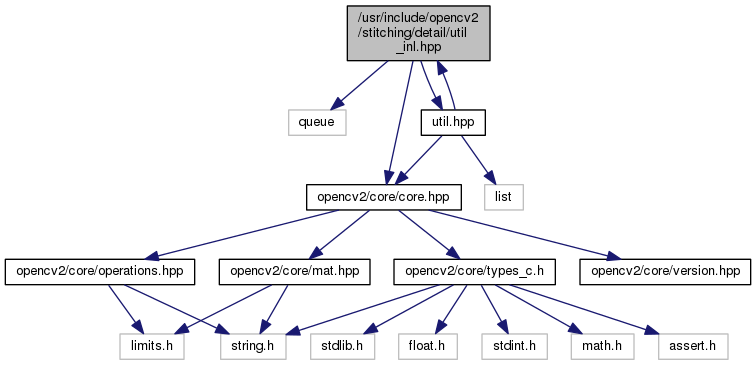 /usr/include/opencv2
/stitching/detail/util
_inl.hpp
queue
util.hpp
opencv2/core/core.hpp
list
opencv2/core/operations.hpp
opencv2/core/mat.hpp
opencv2/core/types_c.h
opencv2/core/version.hpp
limits.h
string.h
stdlib.h
float.h
stdint.h
math.h
assert.h